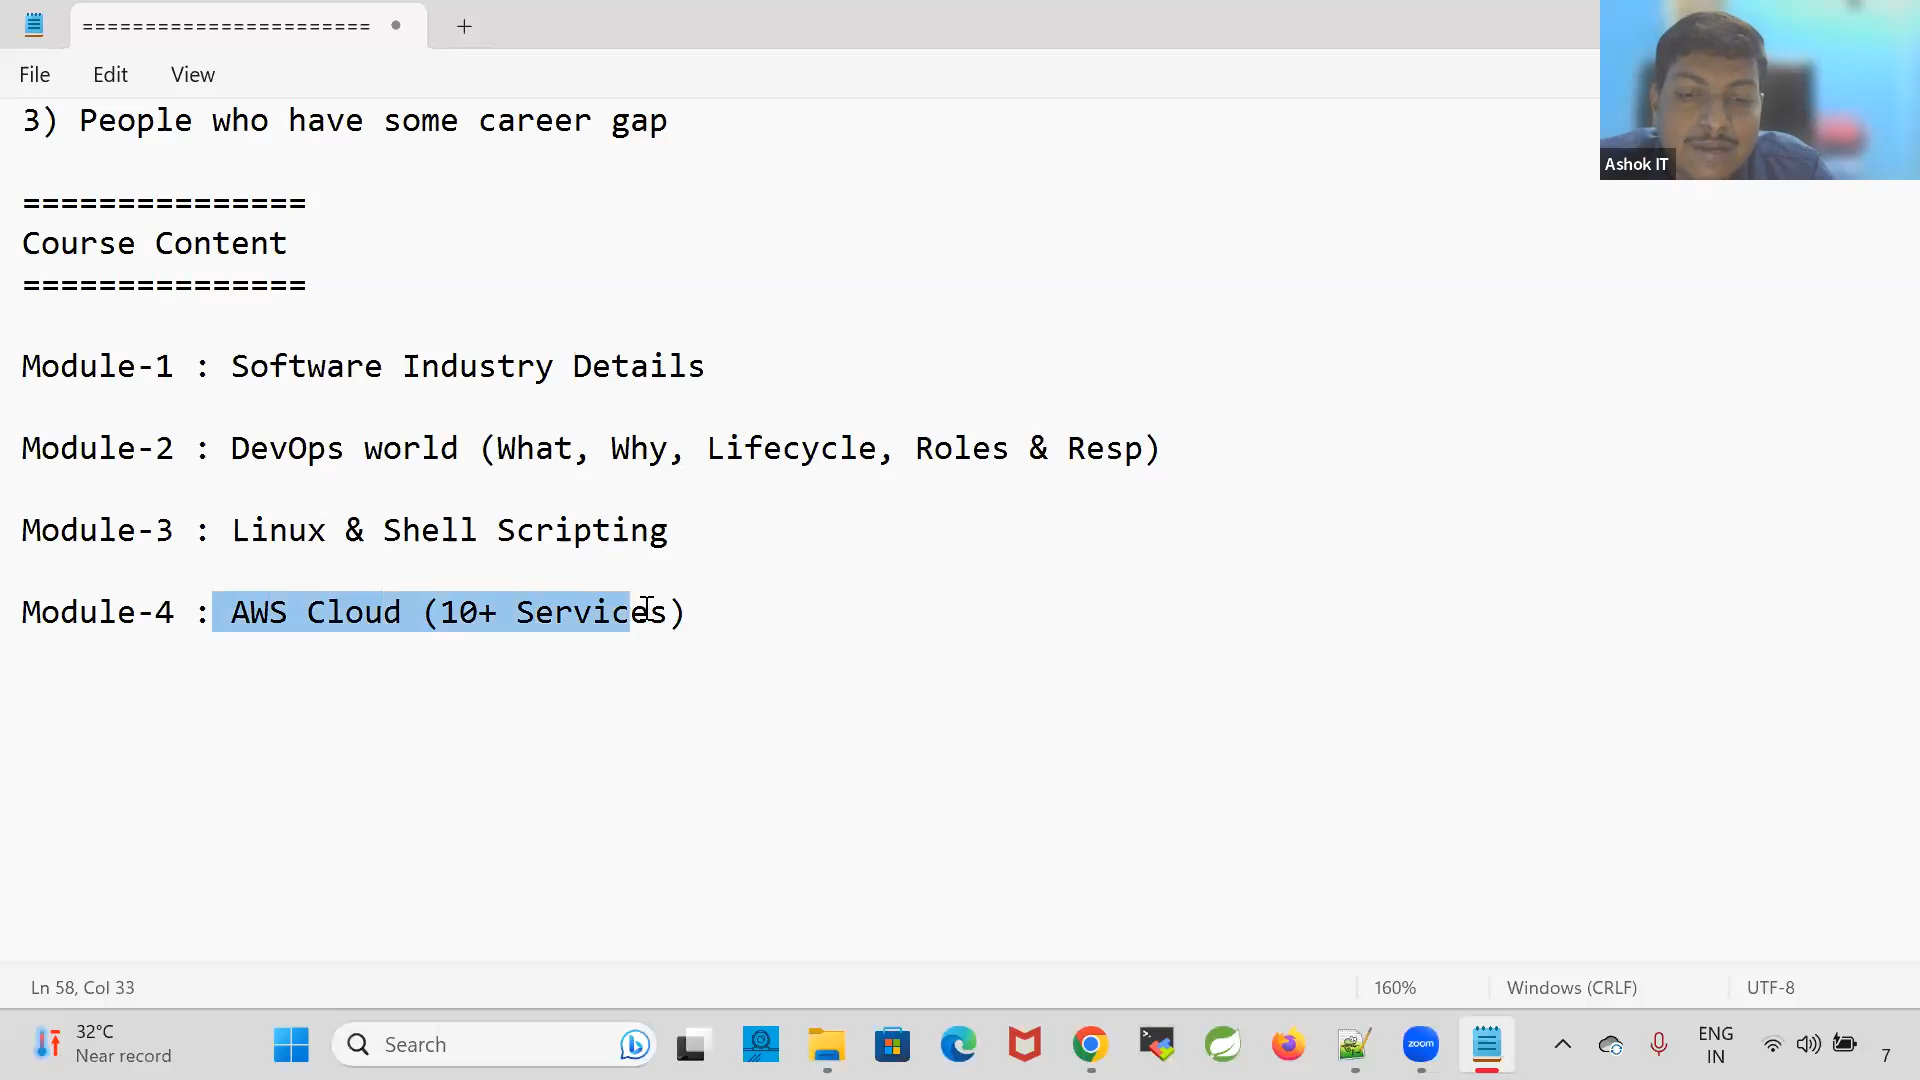 ======================
File Edit View
Ashok IT
3) People who have some career gap
===============
Course Content
===============
Module-1 : Software Industry Details
Module-2 : DevOps world (What, Why, Lifecycle, Roles & Resp)
Module-3 : Linux & Shell Scripting
Module-4 : AWS Cloud (10+ Services)
Ln 58, Col 33 160% Windows (CRLF) UTF-8
32°C
Near record
Search
zoom
ENG
IN
7